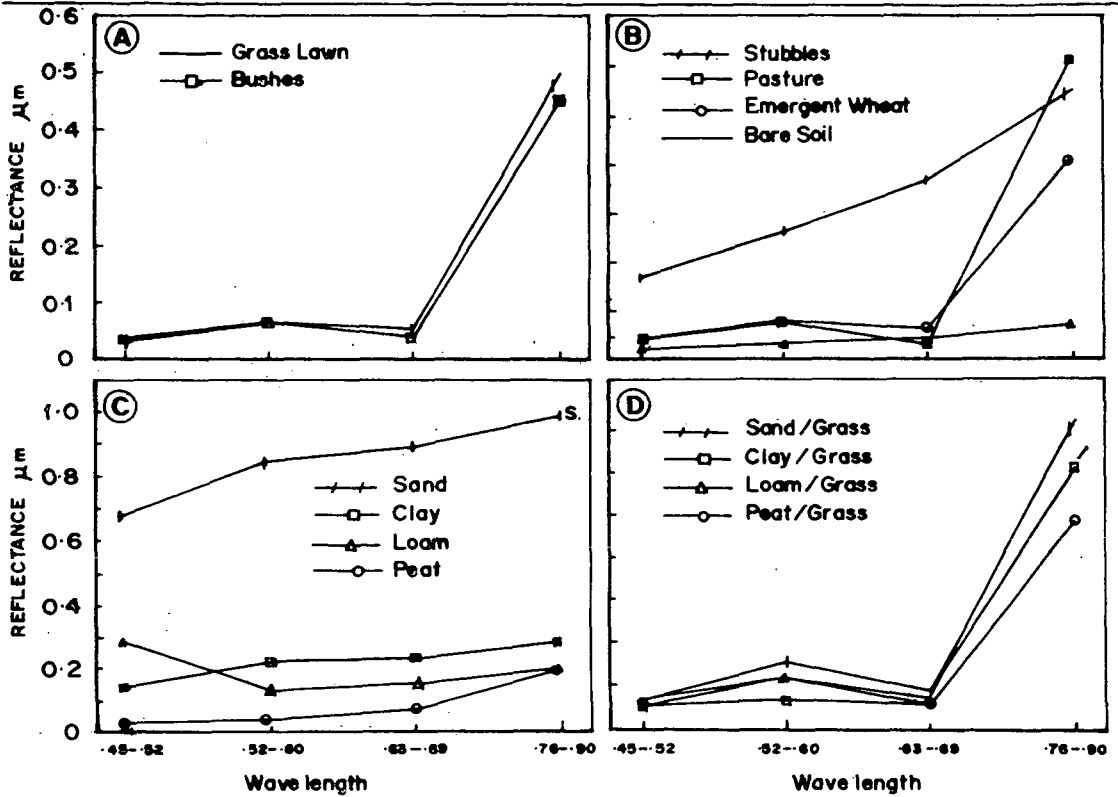 A
Grass Lawn
Bushes
0.6
0.5
0.4
0.3
0.2
0.1
0
REFLECTANCE μm
B
Stubbles
Pasture
Emergent Wheat
Bare Soil
C
S.
Sand
Clay
Loam
Peat
1.0
0.8
0.6
0.4
0.2
0
REFLECTANCE μm
.45-.52 .52-.60 .63-.69 .76-.90
Wave length
D
Sand/Grass
Clay/Grass
Loam/Grass
Peat/Grass
.45-.52 .52-.60 .63-.69 .76-.90
Wave length